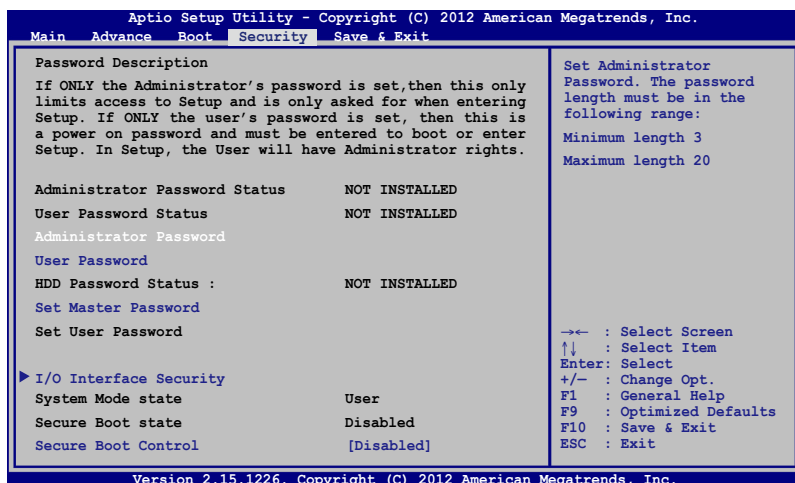 Aptio Setup Utility - Copyright (C) 2012 American Megatrends, Inc.
Main Advance Boot Security Save & Exit
Password Description
If ONLY the Administrator's password is set,then this only
limits access to Setup and is only asked for when entering
Setup. If ONLY the user's password is set, then this is
a power on password and must be entered to boot or enter
Setup. In Setup, the User will have Administrator rights.
Administrator Password Status NOT INSTALLED
User Password Status NOT INSTALLED
Administrator Password
User Password
HDD Password Status : NOT INSTALLED
Set Master Password
Set User Password
I/O Interface Security
System Mode state User
Secure Boot state Disabled
Secure Boot Control [Disabled]
Set Administrator
Password. The password
length must be in the
following range:
Minimum length 3
Maximum length 20
→← : Select Screen
↑↓ : Select Item
Enter: Select
+/— : Change Opt.
F1 : General Help
F9 : Optimized Defaults
F10 : Save & Exit
ESC : Exit
Version 2.15.1226. Copyright (C) 2012 American Megatrends, Inc.